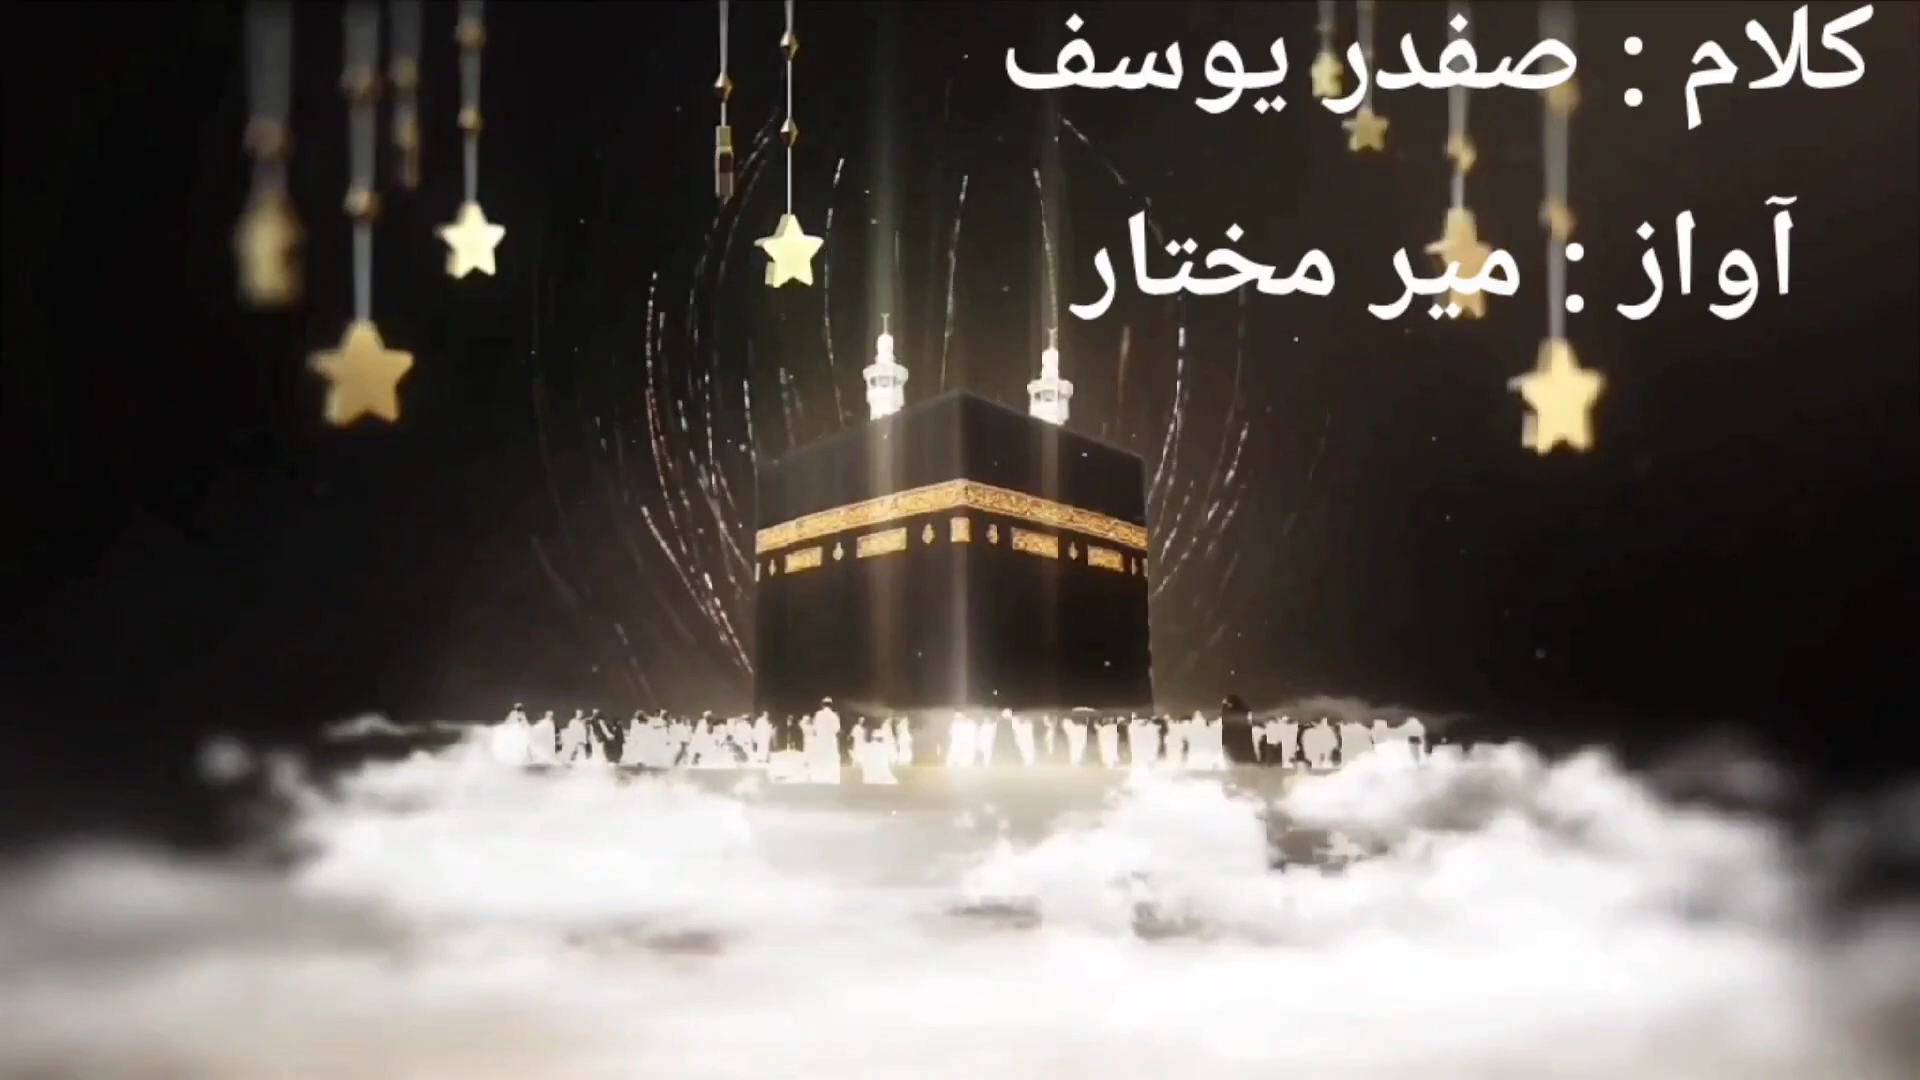 کلام : صفدر یوسف
آواز : میر مختار